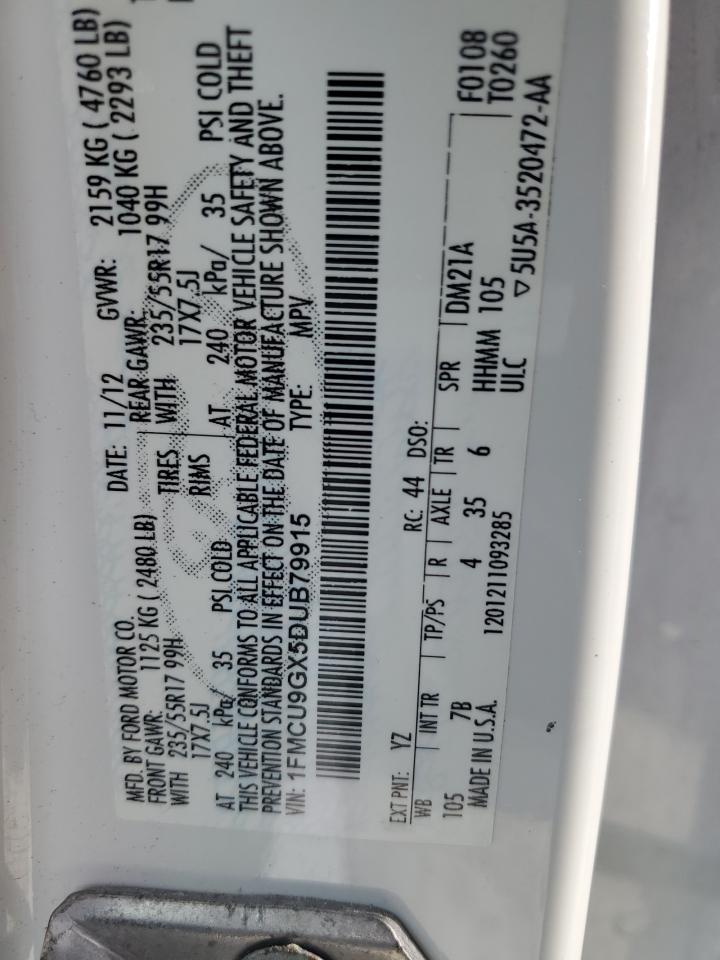 MFD. BY FORD MOTOR CO. DATE: 11/12 GVWR: 2159 KG ( 4760 LB)
FRONT GAWR: 1125 KG ( 2480 LB) REAR GAWR: 1040 KG ( 2293 LB)
WITH 235/55R17 99H TIRES WITH 235/55R17 99H
17X7.5J RIMS 17X7.5J
AT 240 kPa/ 35 PSI COLD AT 240 kPa/ 35 PSI COLD
THIS VEHICLE CONFORMS TO ALL APPLICABLE FEDERAL MOTOR VEHICLE SAFETY AND THEFT
PREVENTION STANDARDS IN EFFECT ON THE DATE OF MANUFACTURE SHOWN ABOVE.
VIN: 1FMCU9GX5DUB79915 TYPE: MPV
EXT PNT: YZ RC: 44 DSO: F0108
WB INT TR TP/PS R AXLE TR SPR DM21A T0260
105 7B 4 35 6 HHMM 105
MADE IN U.S.A. 1201211093285 ULC ▽5U5A-3520472-AA